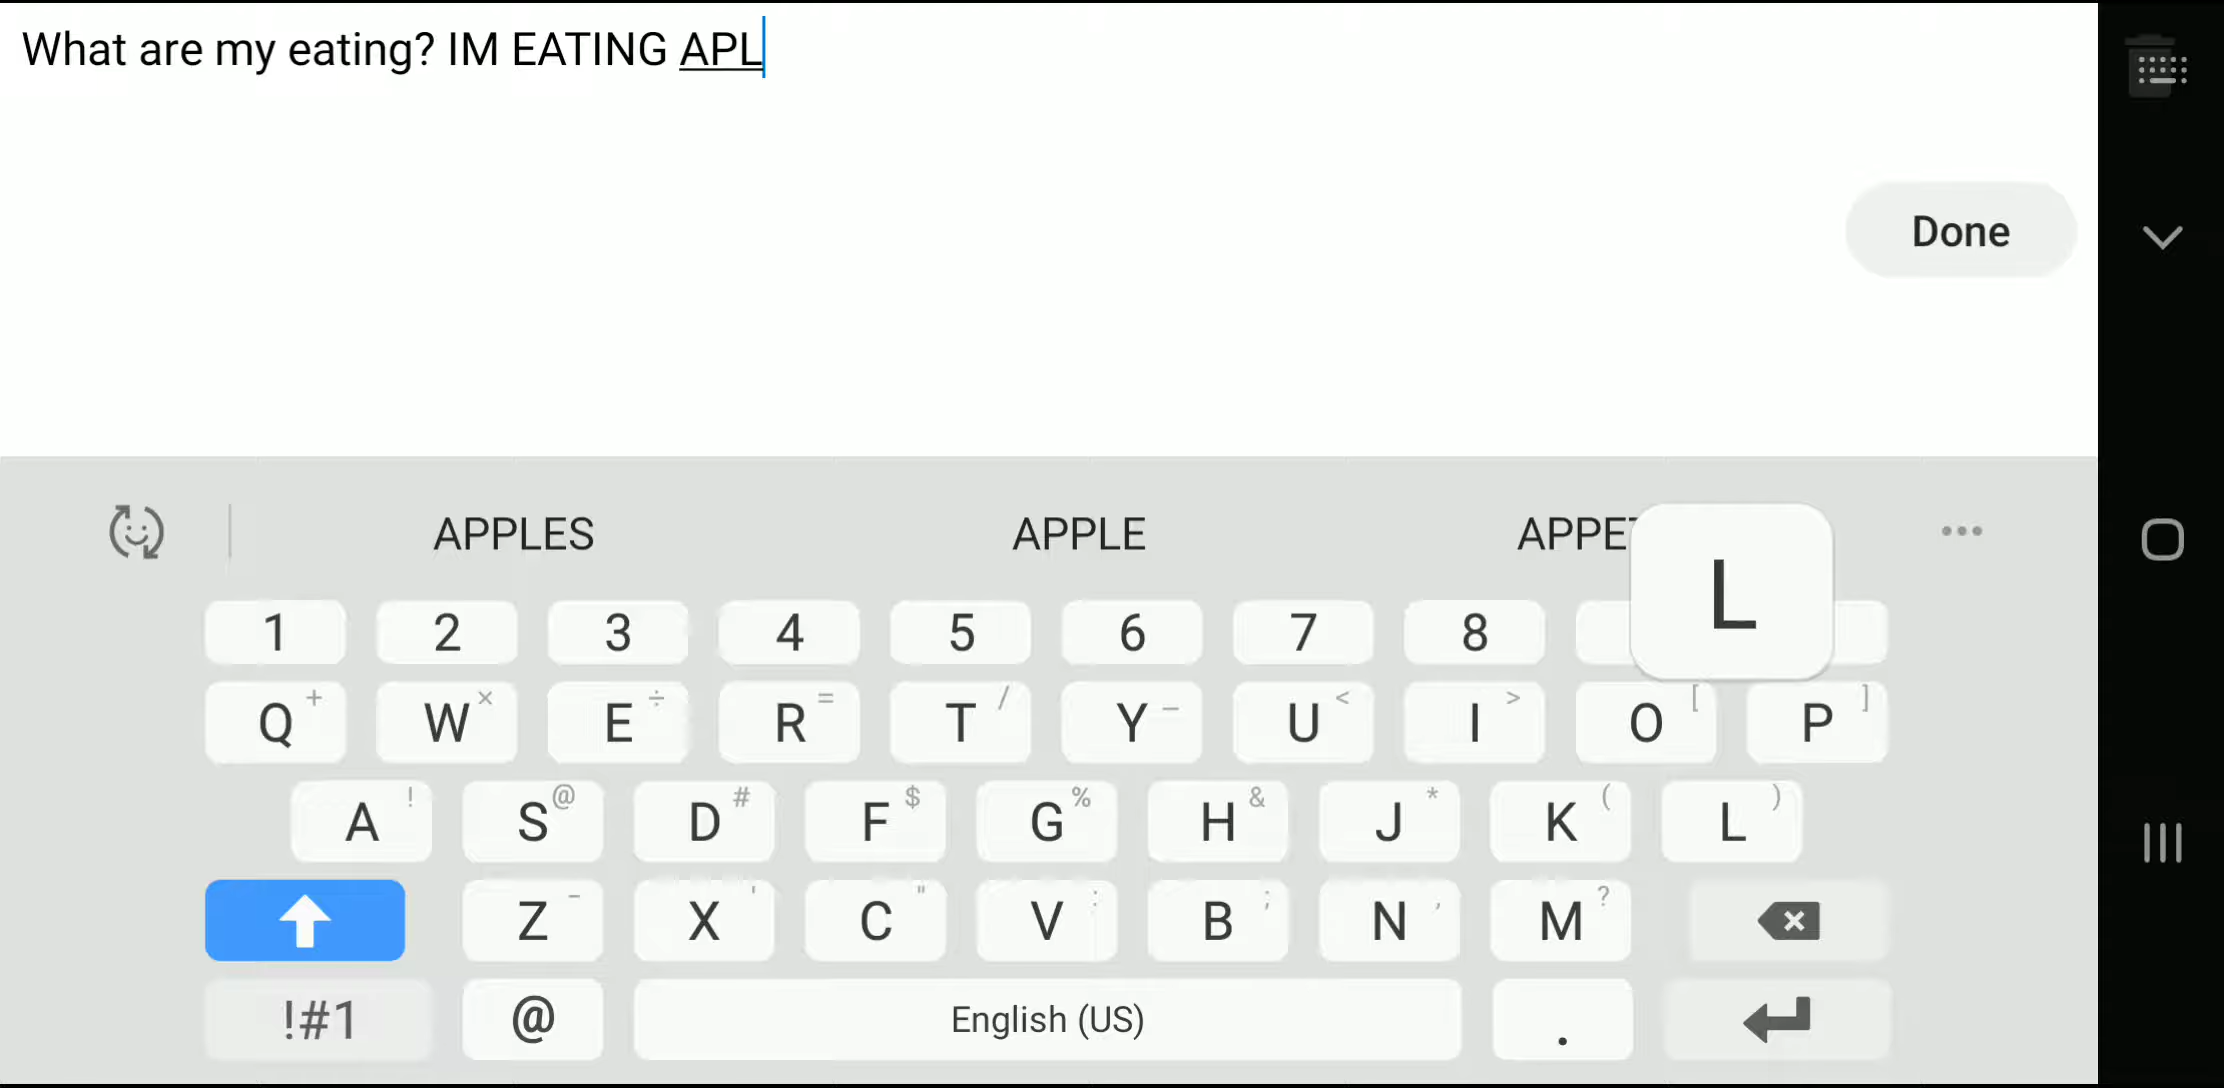 What are my eating? IM EATING APL
Done
APPLES APPLE
L
1 2 3 4 5 6 7 8
Q + W × E ÷ R = T / Y _ U < I > O [ P ]
A ! S @ D # F $ G % H & J * K ( L )
Z - X ' C " V : B ; N , M ?
!#1 @ English (US) .